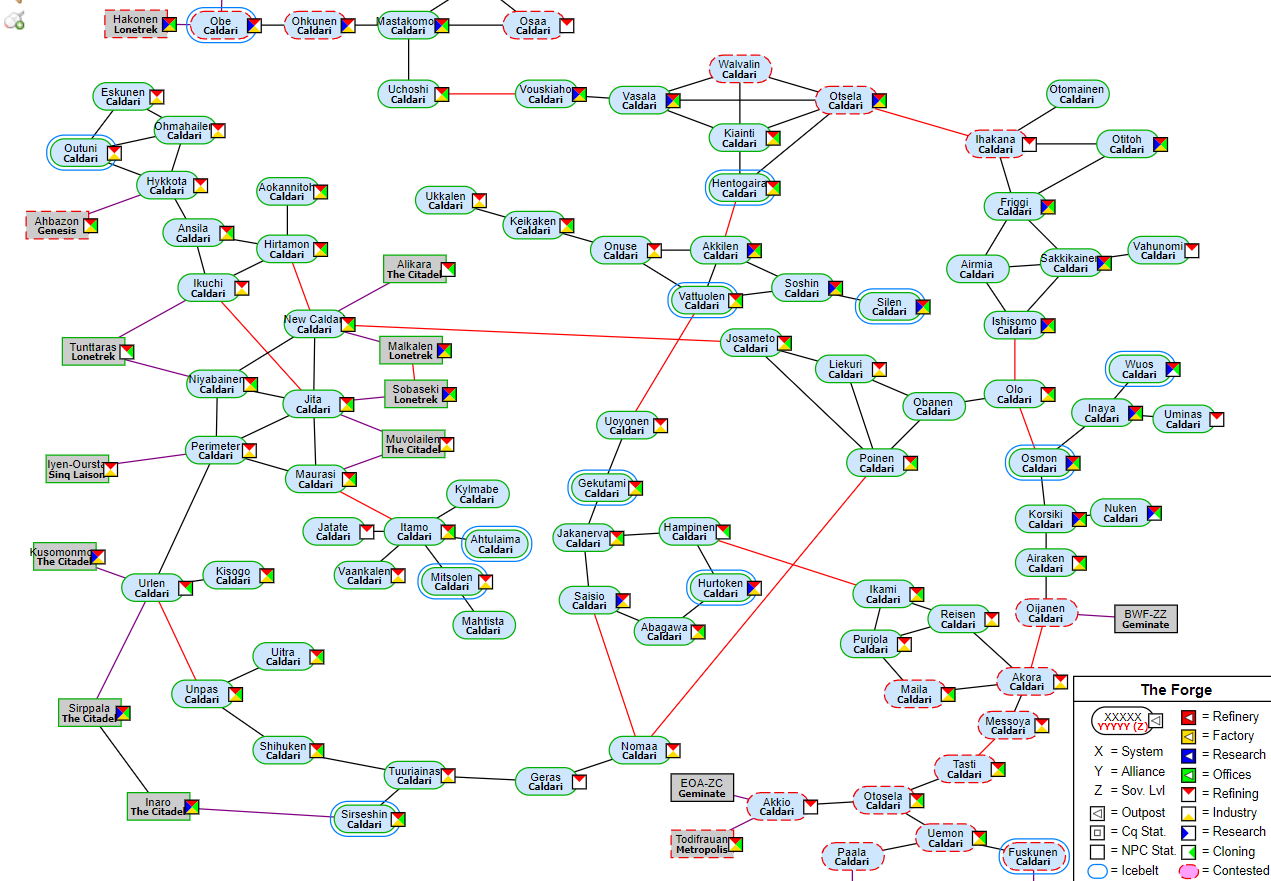 Hakonen
Lonetrek
Obe
Caldari
Ohkunen
Caldari
Mastakomo
Caldari
Osaa
Caldari
Walvalin
Caldari
Eskunen
Caldari
Uchoshi
Caldari
Vouskiaho
Caldari
Vasala
Caldari
Otsela
Caldari
Otomainen
Caldari
Ohmahailen
Caldari
Kiainti
Caldari
Ihakana
Caldari
Otitoh
Caldari
Outuni
Caldari
Hykkota
Caldari
Aokannitoh
Caldari
Hentogaira
Caldari
Ukkalen
Caldari
Friggi
Caldari
Ahbazon
Genesis
Ansila
Caldari
Keikaken
Caldari
Hirtamon
Caldari
Onuse
Caldari
Akkilen
Caldari
Vahunomi
Caldari
Alikara
The Citadel
Airmia
Caldari
Sakkikainen
Caldari
Ikuchi
Caldari
Soshin
Caldari
Vattuolen
Caldari
Silen
Caldari
New Caldari
Caldari
Ishisomo
Caldari
Tunttaras
Lonetrek
Malkalen
Lonetrek
Josameto
Caldari
Liekuri
Caldari
Wuos
Caldari
Niyabainen
Caldari
Jita
Caldari
Sobaseki
Lonetrek
Obanen
Caldari
Olo
Caldari
Inaya
Caldari
Uminas
Caldari
Uoyonen
Caldari
Perimeter
Caldari
Muvolailen
The Citadel
Iyen-Oursta
Sinq Laison
Maurasi
Caldari
Poinen
Caldari
Osmon
Caldari
Kylmabe
Caldari
Gekutami
Caldari
Korsiki
Caldari
Nuken
Caldari
Jatate
Caldari
Itamo
Caldari
Ahtulaima
Caldari
Jakanerva
Caldari
Hampinen
Caldari
Kusomonmon
The Citadel
Airaken
Caldari
Urlen
Caldari
Kisogo
Caldari
Vaankalen
Caldari
Mitsolen
Caldari
Hurtoken
Caldari
Ikami
Caldari
Saisio
Caldari
Mahtista
Caldari
Abagawa
Caldari
Reisen
Caldari
Oijanen
Caldari
BWF-ZZ
Geminate
Purjola
Caldari
Uitra
Caldari
Unpas
Caldari
Maila
Caldari
Akora
Caldari
Sirppala
The Citadel
Messoya
Caldari
Shihuken
Caldari
Nomaa
Caldari
Tuuriainas
Caldari
Geras
Caldari
Tasti
Caldari
EOA-ZC
Geminate
Akkio
Caldari
Otosela
Caldari
Inaro
The Citadel
Sirseshin
Caldari
Todifrauan
Metropolis
Uemon
Caldari
Paala
Caldari
Fuskunen
Caldari
The Forge
XXXXX
YYYYY (Z)
X = System
Y = Alliance
Z = Sov. Lvl
= Outpost
= Cq Stat.
= NPC Stat.
= Icebelt
= Refinery
= Factory
= Research
= Offices
= Refining
= Industry
= Research
= Cloning
= Contested